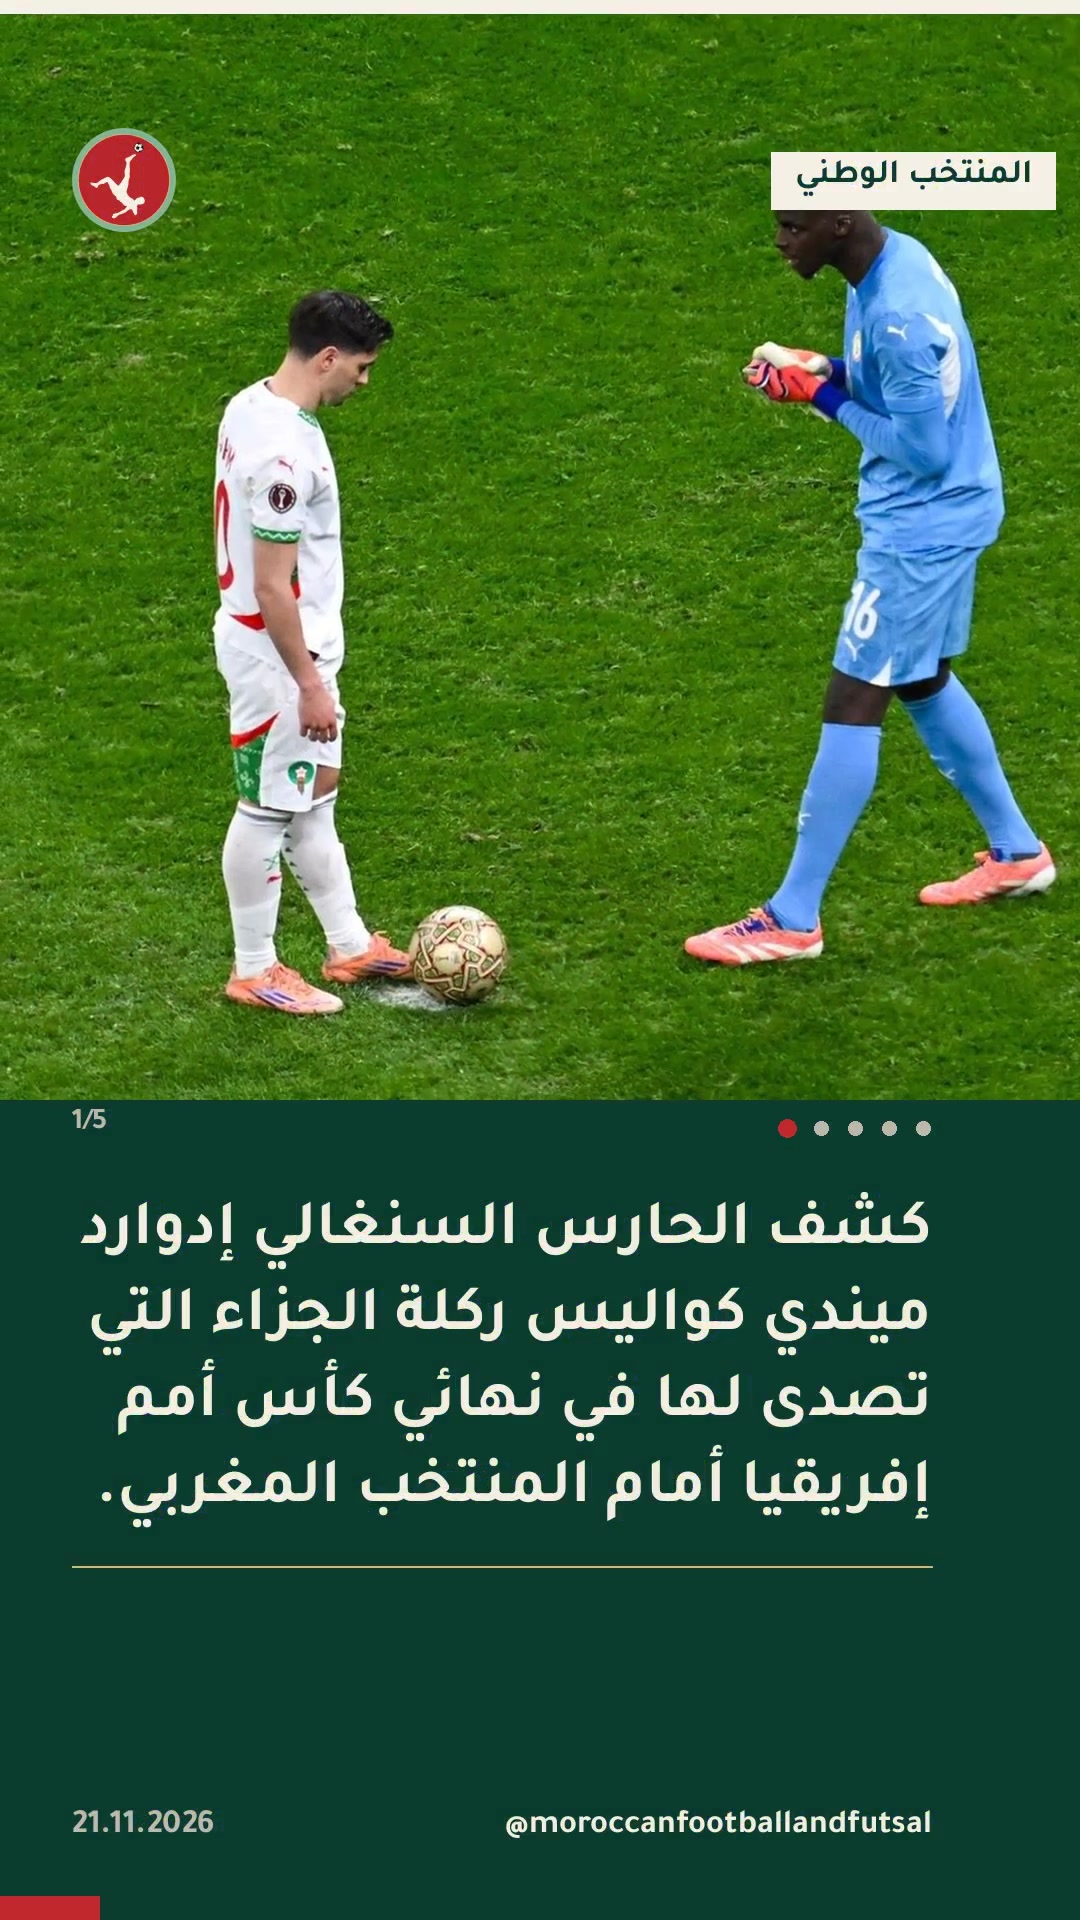 المنتخب الوطني
16
1/5
كشف الحارس السنغالي إدوارد
ميندي كواليس ركلة الجزاء التي
تصدى لها في نهائي كأس أمم
إفريقيا أمام المنتخب المغربي.
21.11.2026
@moroccanfootballandfutsal